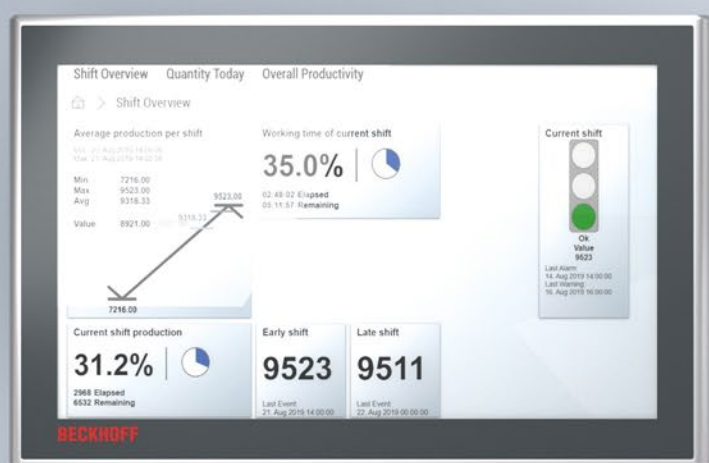 Shift Overview Quantity Today Overall Productivity
Shift Overview
Average production per shift
Min 7216.00
Max 9523.00
Avg 9318.33
Value 8921.00
9523.00
9318.33
7216.00
Working time of current shift
35.0%
02:48:02 Elapsed
05:11:57 Remaining
Current shift
Ok
Value
9523
Last Alarm:
14. Aug 2019 14:00:00
Last Warning:
16. Aug 2019 16:00:00
Current shift production
31.2%
2968 Elapsed
6532 Remaining
Early shift
9523
Last Event:
21. Aug 2019 14:00:00
Late shift
9511
Last Event:
22. Aug 2019 00:00:00
BECKHOFF